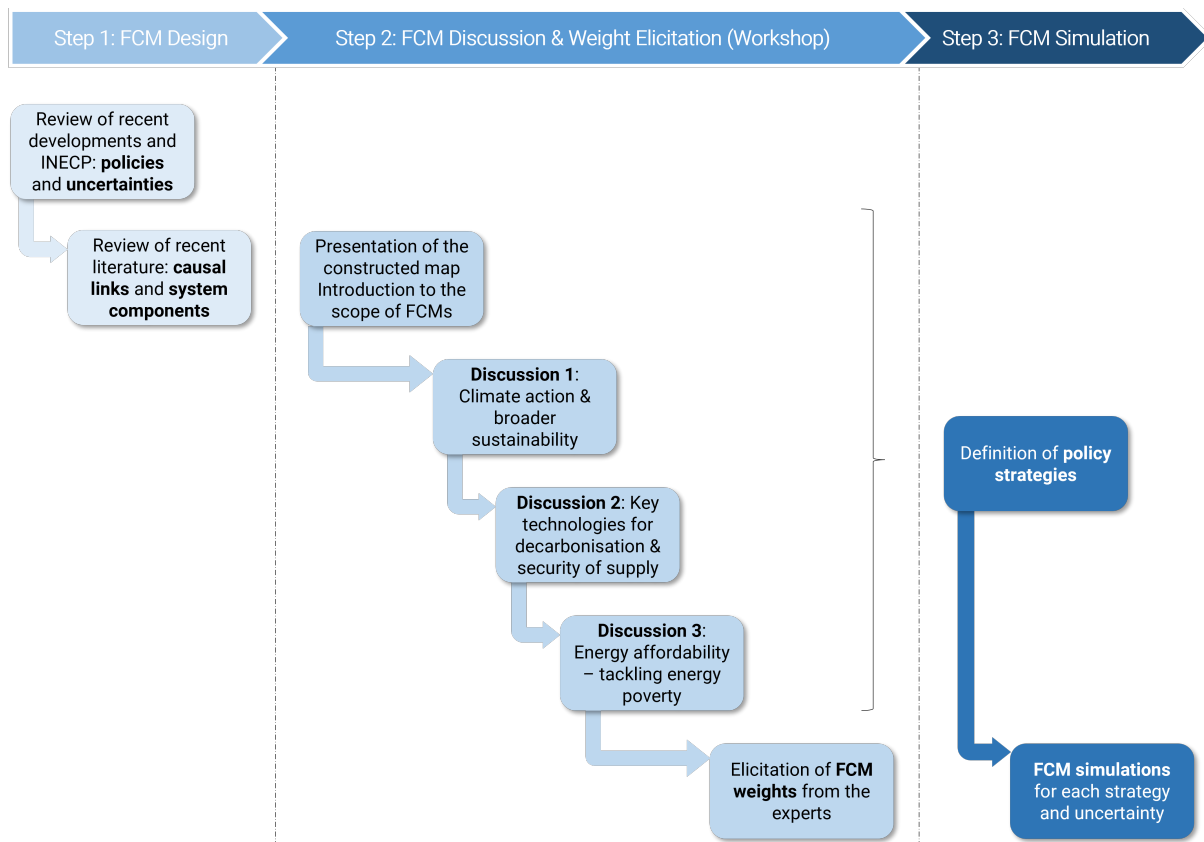 Step 1: FCM Design
Step 2: FCM Discussion & Weight Elicitation (Workshop)
Step 3: FCM Simulation
Review of recent
developments and
INECP: policies
and uncertainties
Review of recent
literature: causal
links and system
components
Presentation of the
constructed map
Introduction to the
scope of FCMs
Discussion 1:
Climate action &
broader
sustainability
Discussion 2: Key
technologies for
decarbonisation &
security of supply
Discussion 3:
Energy affordability
– tackling energy
poverty
Elicitation of FCM
weights from the
experts
Definition of policy
strategies
FCM simulations
for each strategy
and uncertainty